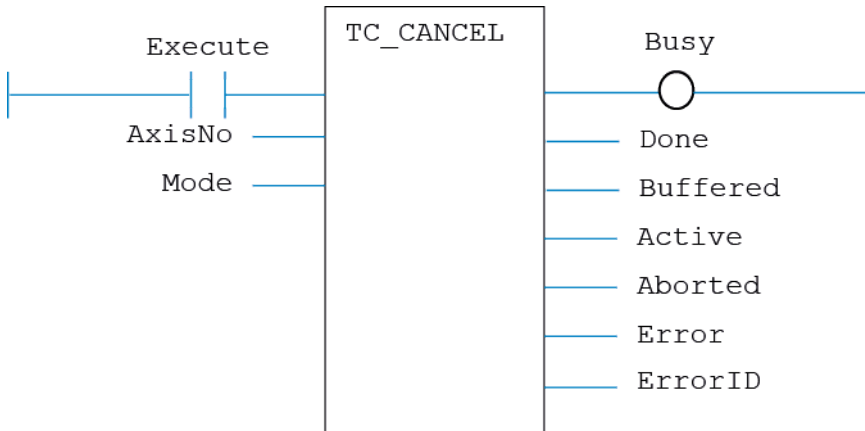 TC_CANCEL
Execute
Busy
AxisNo
Done
Mode
Buffered
Active
Aborted
Error
ErrorID